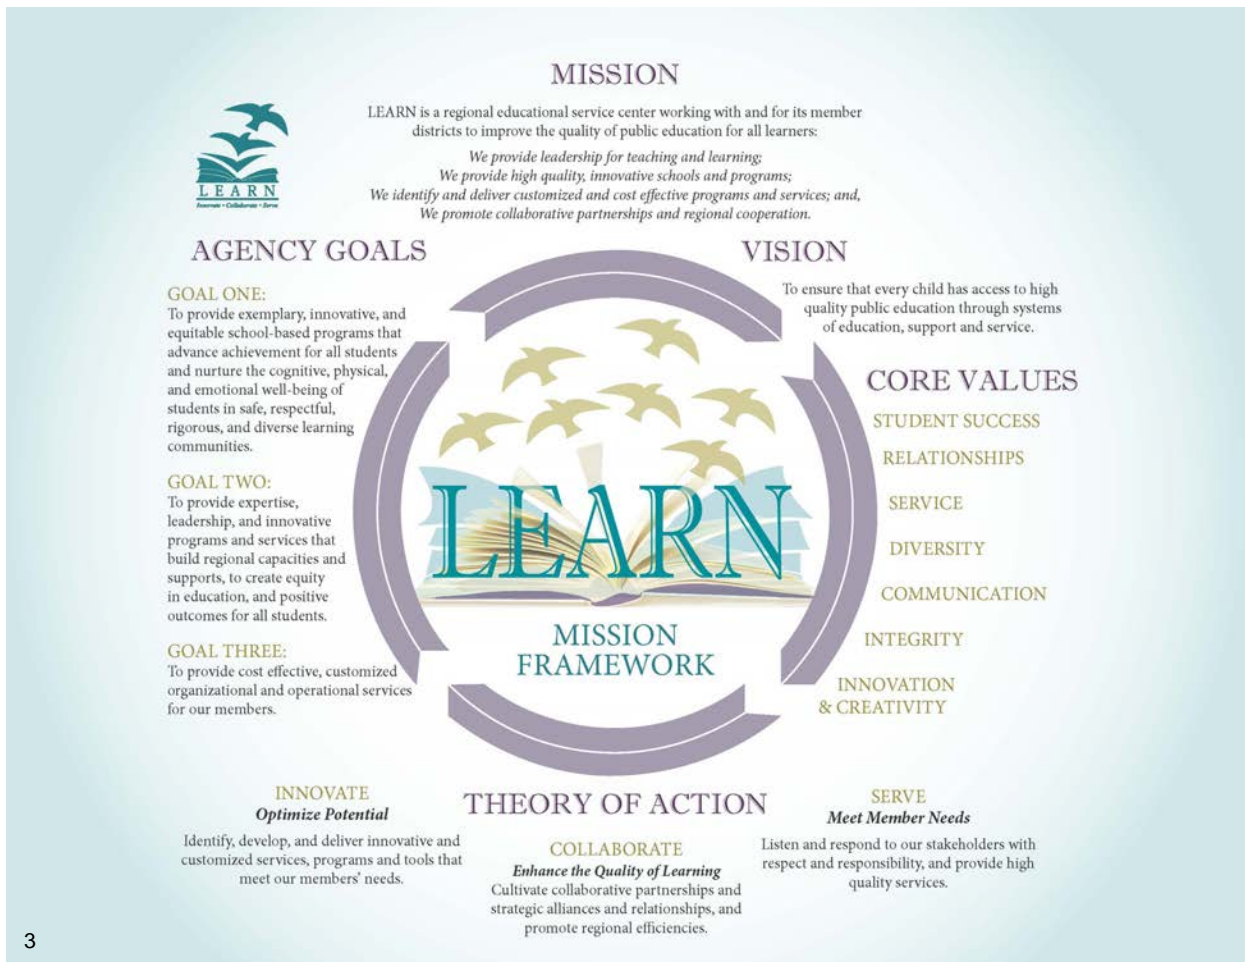 MISSION
LEARN is a regional educational service center working with and for its member
districts to improve the quality of public education for all learners:
We provide leadership for teaching and learning;
We provide high quality, innovative schools and programs;
We identify and deliver customized and cost effective programs and services; and,
We promote collaborative partnerships and regional cooperation.
LEARN
Innovate • Collaborate • Serve
AGENCY GOALS
GOAL ONE:
To provide exemplary, innovative, and
equitable school-based programs that
advance achievement for all students
and nurture the cognitive, physical,
and emotional well-being of
students in safe, respectful,
rigorous, and diverse learning
communities.
GOAL TWO:
To provide expertise,
leadership, and innovative
programs and services that
build regional capacities and
supports, to create equity
in education, and positive
outcomes for all students.
GOAL THREE:
To provide cost effective, customized
organizational and operational services
for our members.
VISION
To ensure that every child has access to high
quality public education through systems
of education, support and service.
CORE VALUES
STUDENT SUCCESS
RELATIONSHIPS
SERVICE
DIVERSITY
COMMUNICATION
INTEGRITY
INNOVATION
& CREATIVITY
LEARN
MISSION
FRAMEWORK
THEORY OF ACTION
INNOVATE
Optimize Potential
Identify, develop, and deliver innovative and
customized services, programs and tools that
meet our members' needs.
COLLABORATE
Enhance the Quality of Learning
Cultivate collaborative partnerships and
strategic alliances and relationships, and
promote regional efficiencies.
SERVE
Meet Member Needs
Listen and respond to our stakeholders with
respect and responsibility, and provide high
quality services.
3